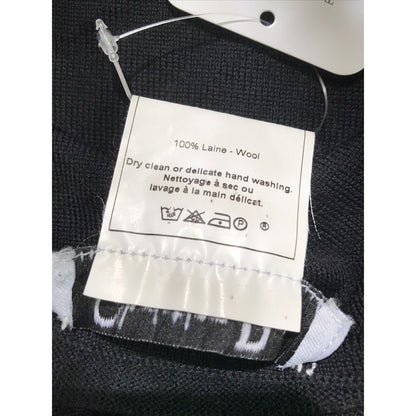 100% Laine - Wool
Dry clean or delicate hand washing.
Nettoyage à sec ou
lavage à la main délicat.
P ®